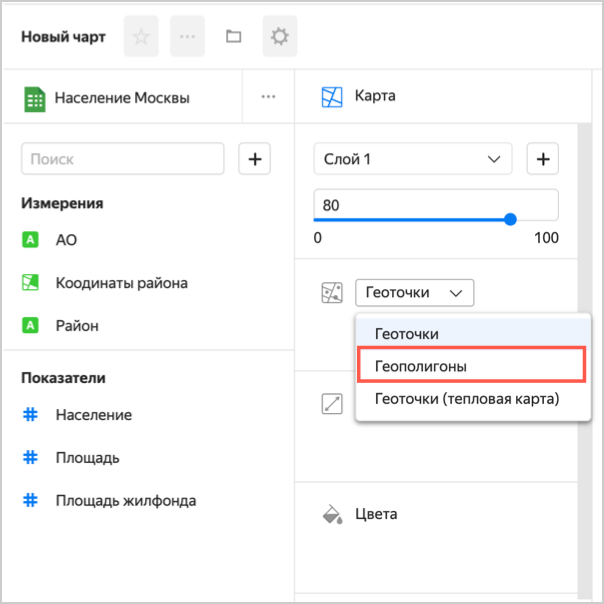 Новый чарт
Население Москвы
Карта
Поиск
Слой 1
80
0
100
Измерения
A АО
Коодинаты района
A Район
Геоточки
Геоточки
Геополигоны
Геоточки (тепловая карта)
Показатели
# Население
# Площадь
# Площадь жилфонда
Цвета